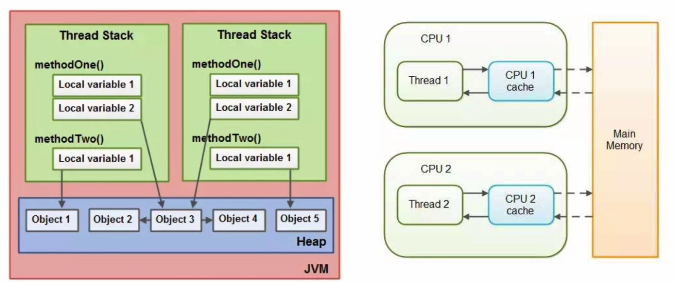 Thread Stack
methodOne()
Local variable 1
Local variable 2
methodTwo()
Local variable 1
Thread Stack
methodOne()
Local variable 1
Local variable 2
methodTwo()
Local variable 1
Object 1
Object 2
Object 3
Object 4
Object 5
Heap
JVM
CPU 1
Thread 1
CPU 1
cache
CPU 2
Thread 2
CPU 2
cache
Main
Memory